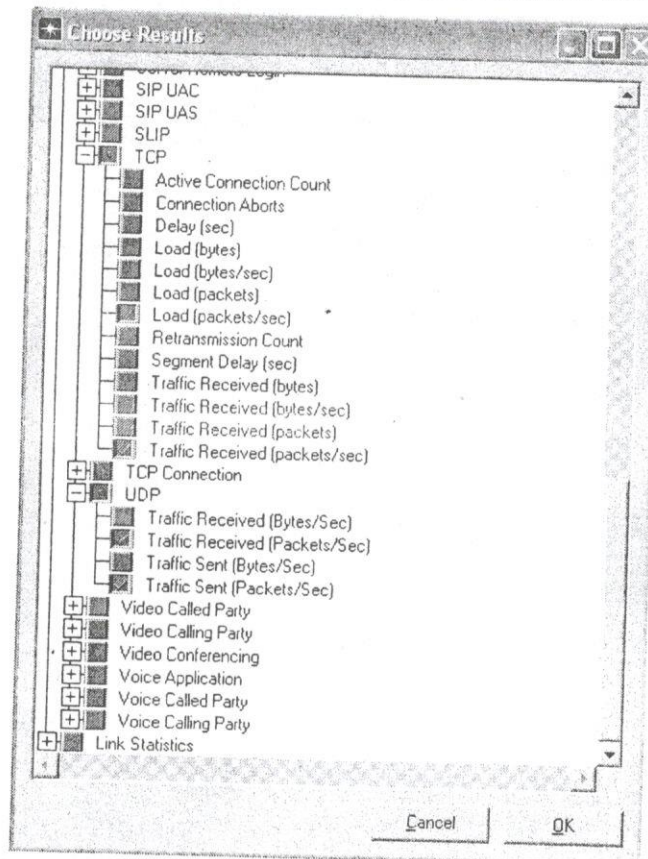 Choose Results
SIP UAC
SIP UAS
SLIP
TCP
Active Connection Count
Connection Aborts
Delay (sec)
Load (bytes)
Load (bytes/sec)
Load (packets)
Load (packets/sec)
Retransmission Count
Segment Delay (sec)
Traffic Received (bytes)
Traffic Received (bytes/sec)
Traffic Received (packets)
Traffic Received (packets/sec)
TCP Connection
UDP
Traffic Received (Bytes/Sec)
Traffic Received (Packets/Sec)
Traffic Sent (Bytes/Sec)
Traffic Sent (Packets/Sec)
Video Called Party
Video Calling Party
Video Conferencing
Voice Application
Voice Called Party
Voice Calling Party
Link Statistics
Cancel
OK